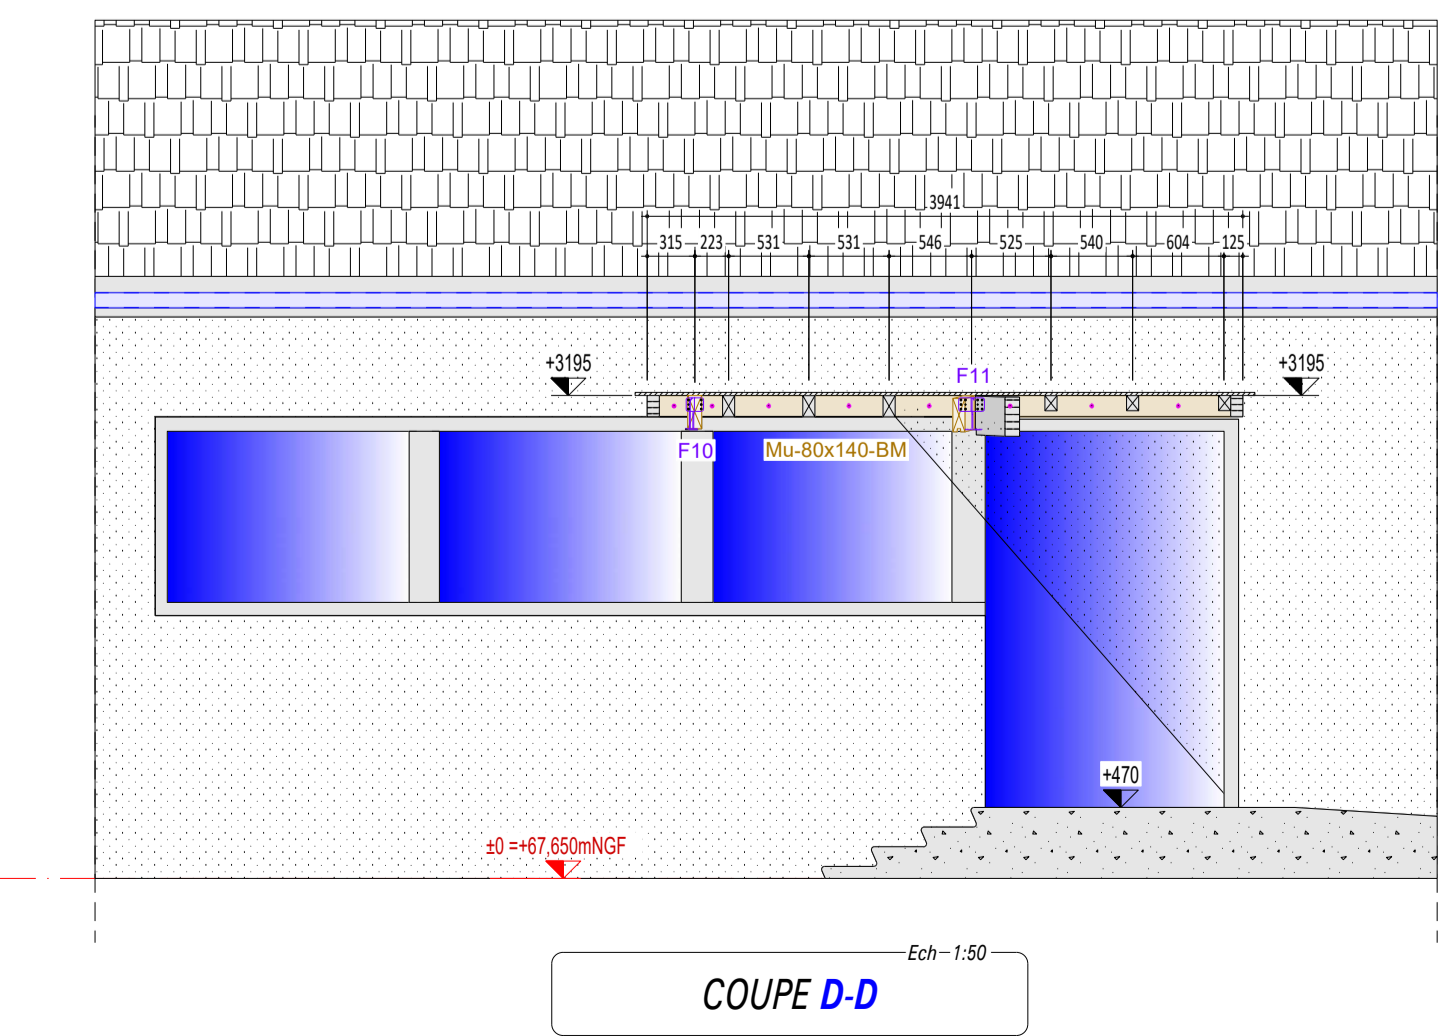 3941
315 223 531 531 546 525 540 604 125
+3195
+3195
F11
F10
Mu-80x140-BM
+470
±0 =+67,650mNGF
Ech 1:50
COUPE D-D